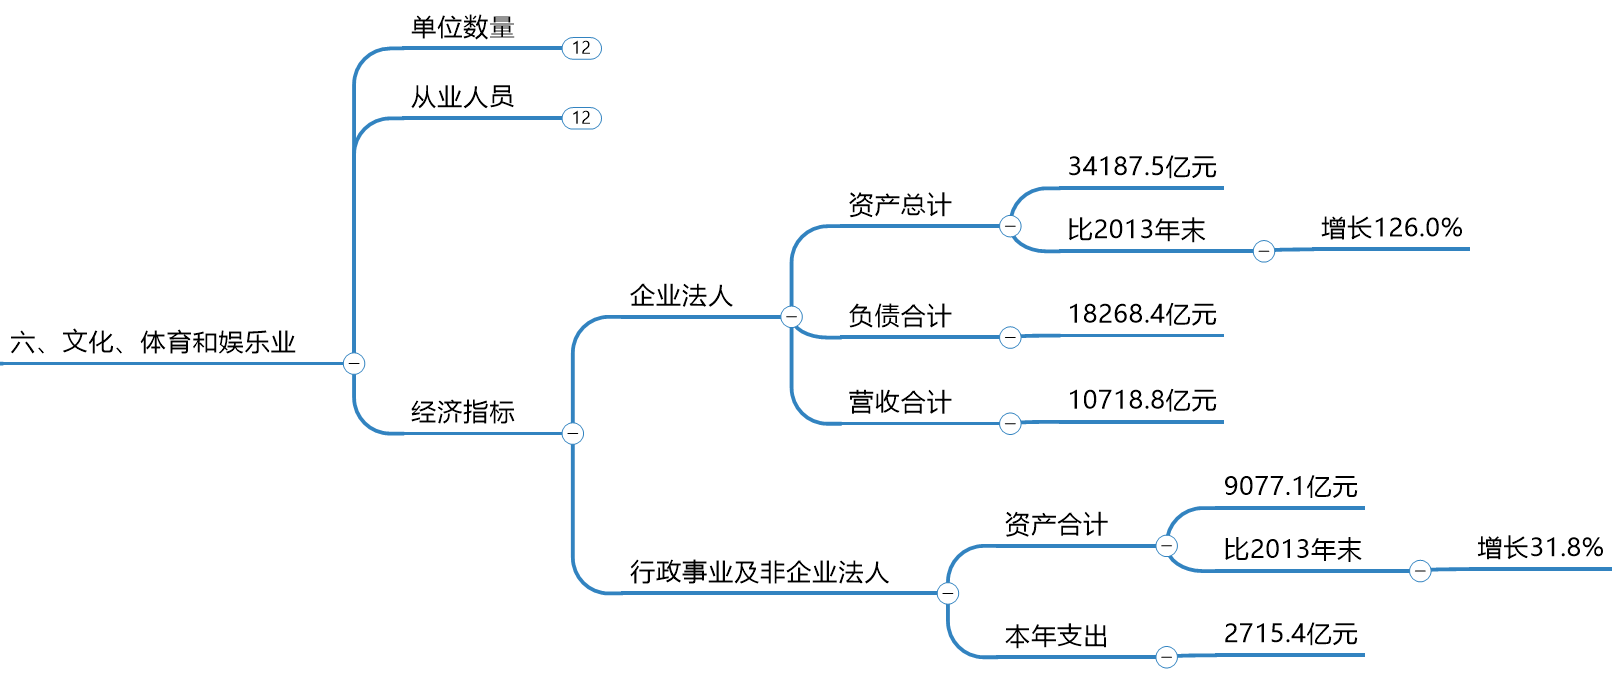 单位数量
12
从业人员
12
34187.5亿元
资产总计
比2013年末
增长126.0%
企业法人
负债合计
18268.4亿元
六、文化、体育和娱乐业
营收合计
10718.8亿元
经济指标
9077.1亿元
资产合计
比2013年末
增长31.8%
行政事业及非企业法人
本年支出
2715.4亿元